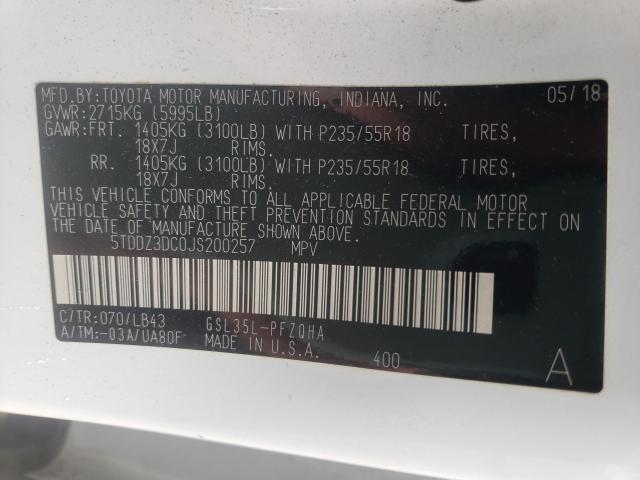 MFD.BY:TOYOTA MOTOR MANUFACTURING, INDIANA, INC. 05/18
GVWR:2715KG (5995LB)
GAWR:FRT. 1405KG (3100LB) WITH P235/55R18 TIRES,
18X7J RIMS.
RR. 1405KG (3100LB) WITH P235/55R18 TIRES,
18X7J RIMS.
THIS VEHICLE CONFORMS TO ALL APPLICABLE FEDERAL MOTOR
VEHICLE SAFETY AND THEFT PREVENTION STANDARDS IN EFFECT ON
THE DATE OF MANUFACTURE SHOWN ABOVE.
5TDDZ3DC0JS200257 MPV
C/TR:070/LB43 GSL35L-PFZQHA
A/TM:-03A/UA80F MADE IN U.S.A. 400 A